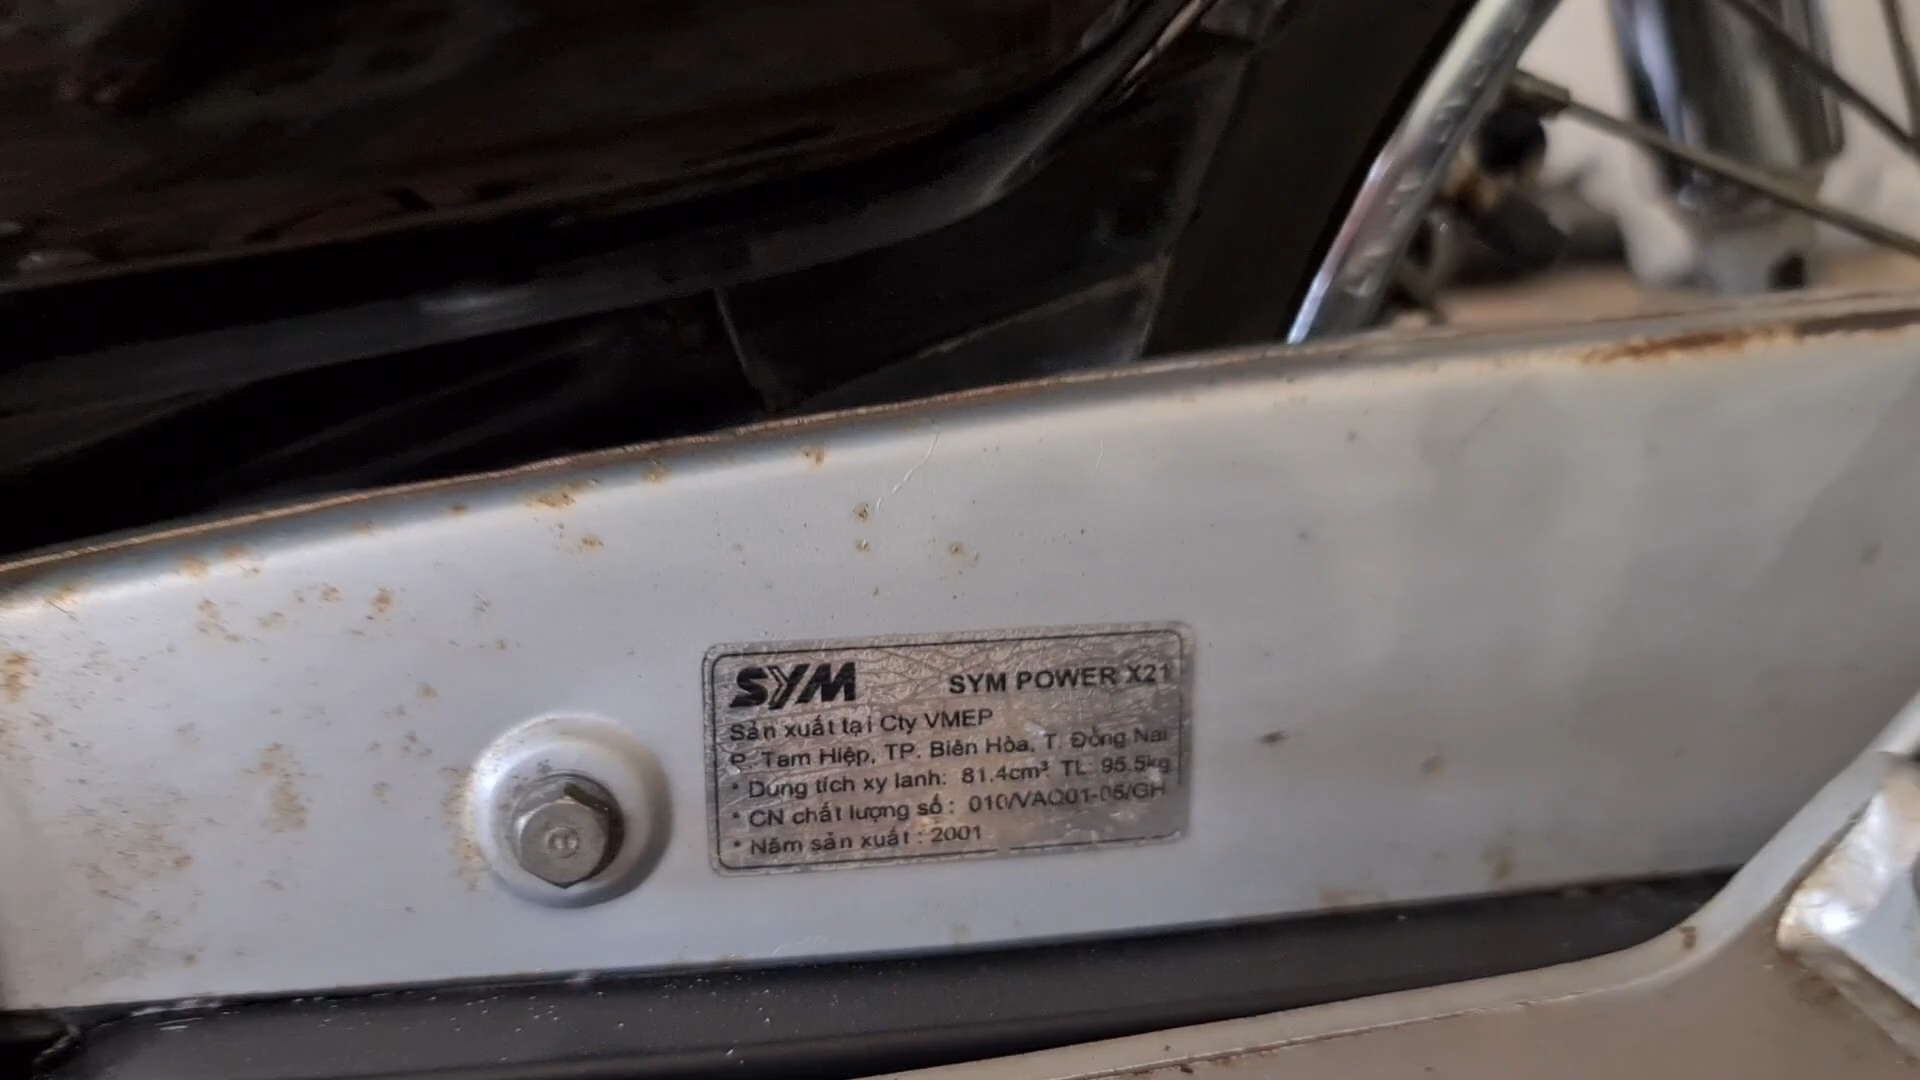 SYM SYM POWER X21
Sản xuất tại Cty VMEP
P. Tam Hiệp, TP. Biên Hòa, T. Đồng Nai
* Dung tích xy lanh: 81.4cm³ TL: 95.5kg
* CN chất lượng số : 010/VAQ01-05/GH
* Năm sản xuất : 2001